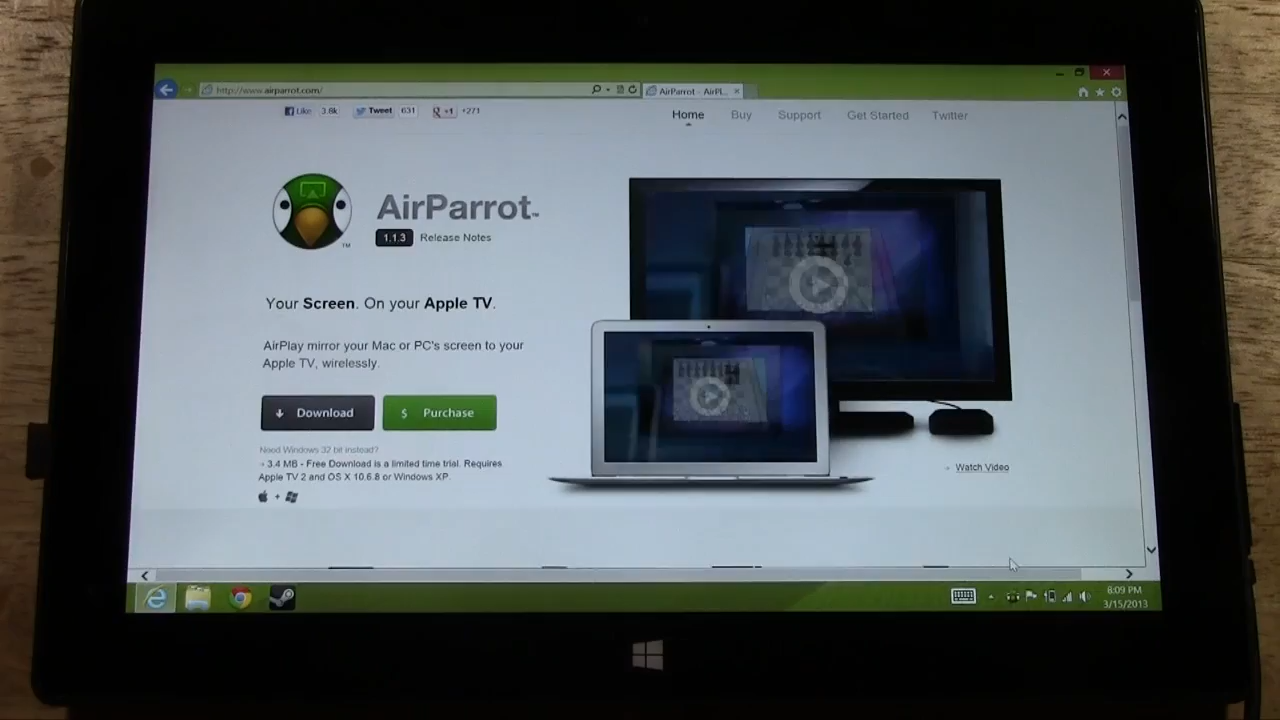 http://www.airparrot.com/
AirParrot - AirPl...
Like 3.8k Tweet 631 +1 +271
Home Buy Support Get Started Twitter
AirParrot™
1.1.3 Release Notes
Your Screen. On your Apple TV.
AirPlay mirror your Mac or PC's screen to your
Apple TV, wirelessly.
Download $ Purchase
Need Windows 32 bit instead?
3.4 MB - Free Download is a limited time trial. Requires
Apple TV 2 and OS X 10.6.8 or Windows XP.
Watch Video
8:09 PM
3/15/2013